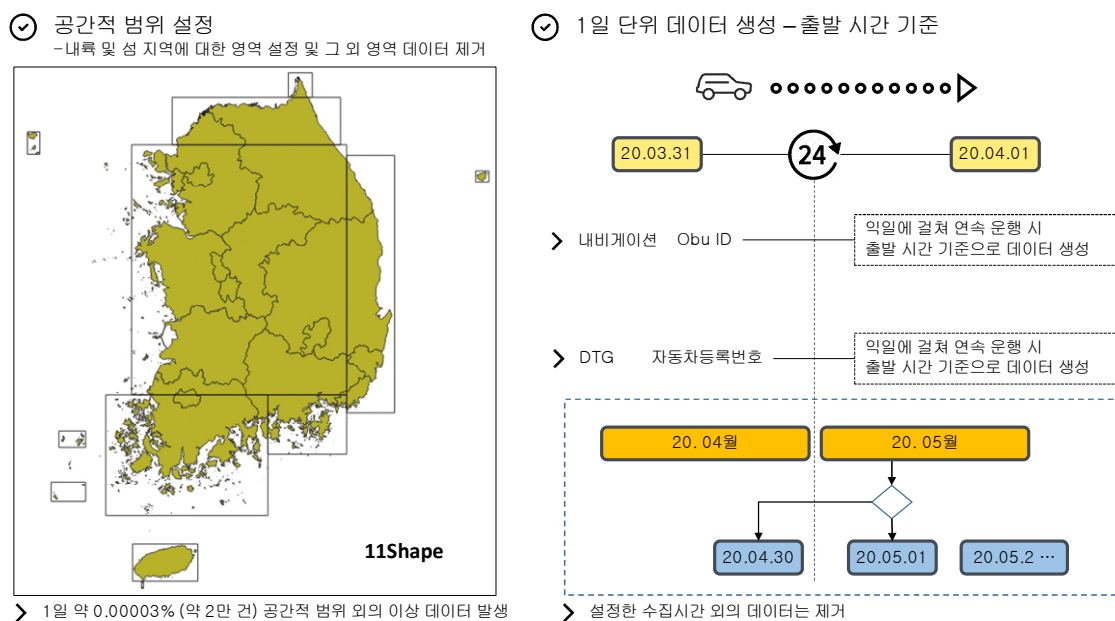 공간적 범위 설정
–내륙 및 섬 지역에 대한 영역 설정 및 그 외 영역 데이터 제거
11Shape
1일 약 0.00003% (약 2만 건) 공간적 범위 외의 이상 데이터 발생
1일 단위 데이터 생성 – 출발 시간 기준
20.03.31
24
20.04.01
내비게이션 Obu ID
익일에 걸쳐 연속 운행 시
출발 시간 기준으로 데이터 생성
DTG 자동차등록번호
익일에 걸쳐 연속 운행 시
출발 시간 기준으로 데이터 생성
20. 04월
20. 05월
20.04.30
20.05.01
20.05.2 ⋯
설정한 수집시간 외의 데이터는 제거